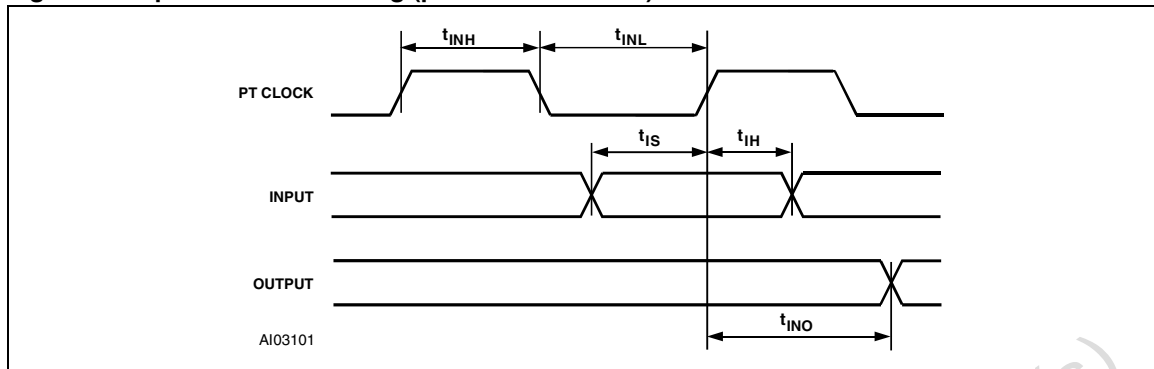 tINH
tINL
PT CLOCK
tIS
tIH
INPUT
OUTPUT
tINO
AI03101